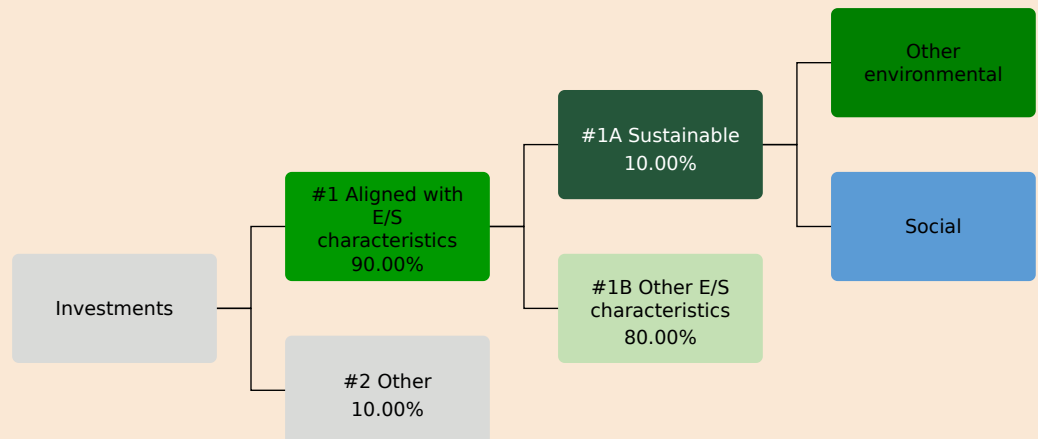 Other
environmental
#1A Sustainable
10.00%
#1 Aligned with
E/S
characteristics
90.00%
Social
Investments
#1B Other E/S
characteristics
80.00%
#2 Other
10.00%